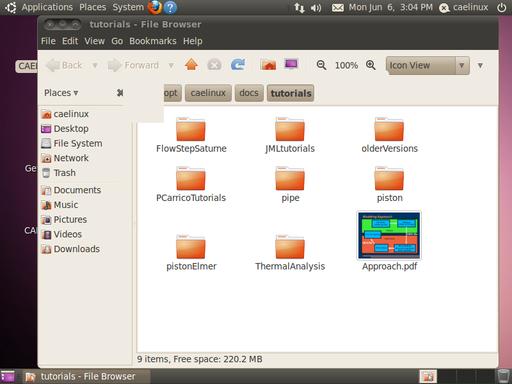 Applications Places System Mon Jun 6, 3:04 PM caelinux
tutorials - File Browser
File Edit View Go Bookmarks Help
Back Forward 100% Icon View
Places opt caelinux docs tutorials
caelinux
Desktop
File System
Network
Trash
Documents
Music
Pictures
Videos
Downloads
FlowStepSaturne JMLtutorials olderVersions
PCarricoTutorials pipe piston
pistonElmer ThermalAnalysis Approach.pdf
9 items, Free space: 220.2 MB
tutorials - File Browser